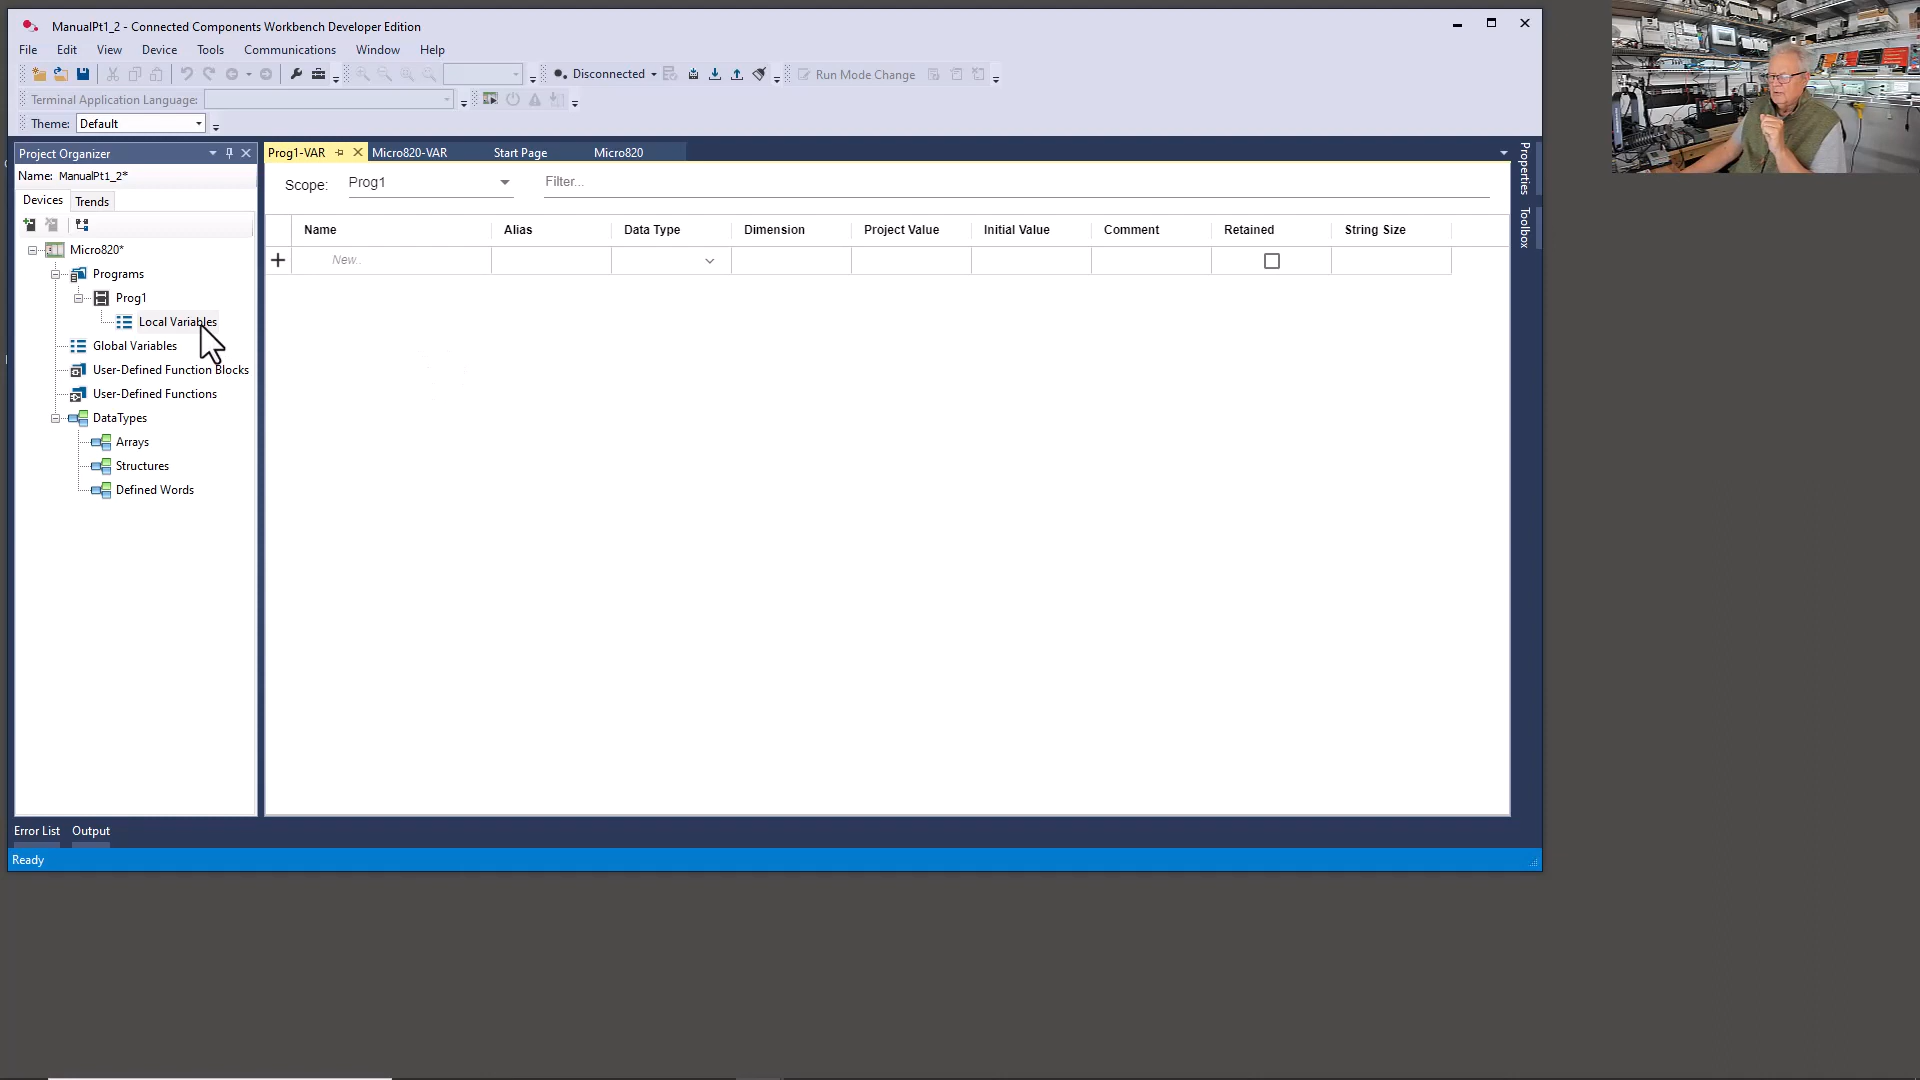 ManualPt1_2 - Connected Components Workbench Developer Edition
File Edit View Device Tools Communications Window Help
Disconnected Run Mode Change
Terminal Application Language:
Theme: Default
Project Organizer
Name: ManualPt1_2*
Devices Trends
Micro820*
Programs
Prog1
Local Variables
Global Variables
User-Defined Function Blocks
User-Defined Functions
DataTypes
Arrays
Structures
Defined Words
Prog1-VAR Micro820-VAR Start Page Micro820
Scope: Prog1 Filter...
Name Alias Data Type Dimension Project Value Initial Value Comment Retained String Size
New..
Properties
Toolbox
Error List Output
Ready